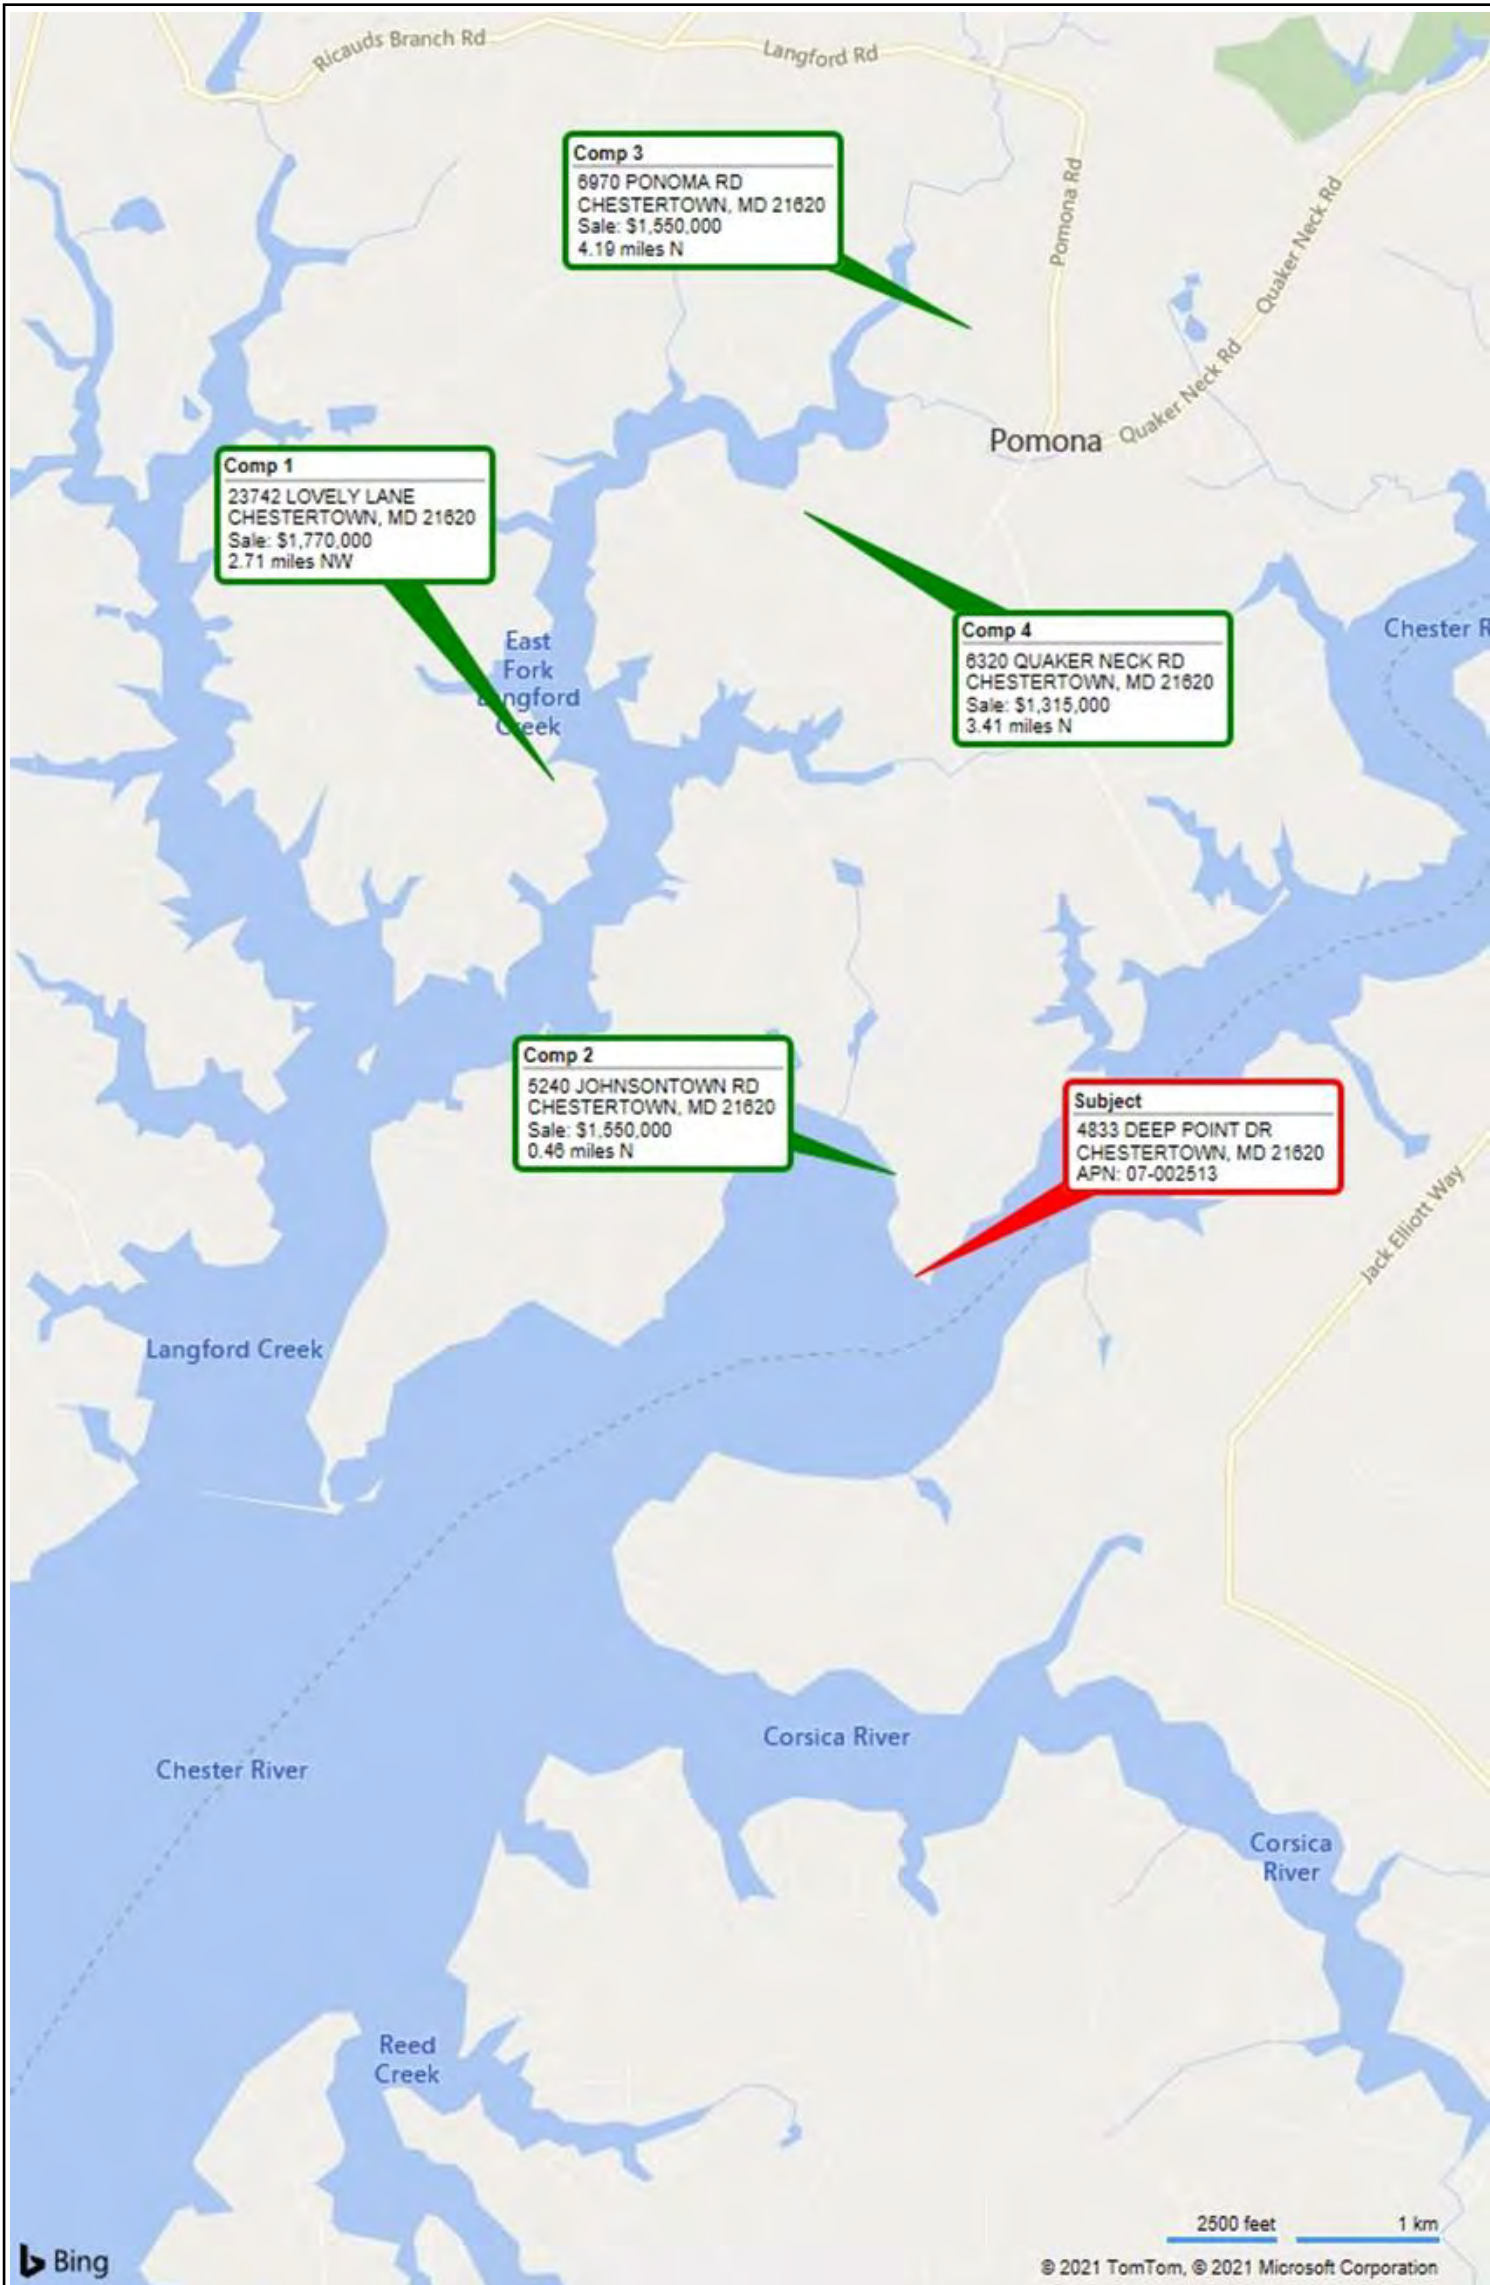 Ricauds Branch Rd
Langford Rd
Comp 3
6970 PONOMA RD
CHESTERTOWN, MD 21620
Sale: $1,550,000
4.19 miles N
Pomona Rd
Quaker Neck Rd
Quaker Neck Rd
Pomona
Comp 1
23742 LOVELY LANE
CHESTERTOWN, MD 21620
Sale: $1,770,000
2.71 miles NW
East
Fork
Langford
Creek
Comp 4
6320 QUAKER NECK RD
CHESTERTOWN, MD 21620
Sale: $1,315,000
3.41 miles N
Chester R
Comp 2
5240 JOHNSONTOWN RD
CHESTERTOWN, MD 21620
Sale: $1,550,000
0.46 miles N
Subject
4833 DEEP POINT DR
CHESTERTOWN, MD 21620
APN: 07-002513
Jack Elliott Way
Langford Creek
Corsica River
Chester River
Corsica
River
Reed
Creek
2500 feet
1 km
Bing
© 2021 TomTom, © 2021 Microsoft Corporation